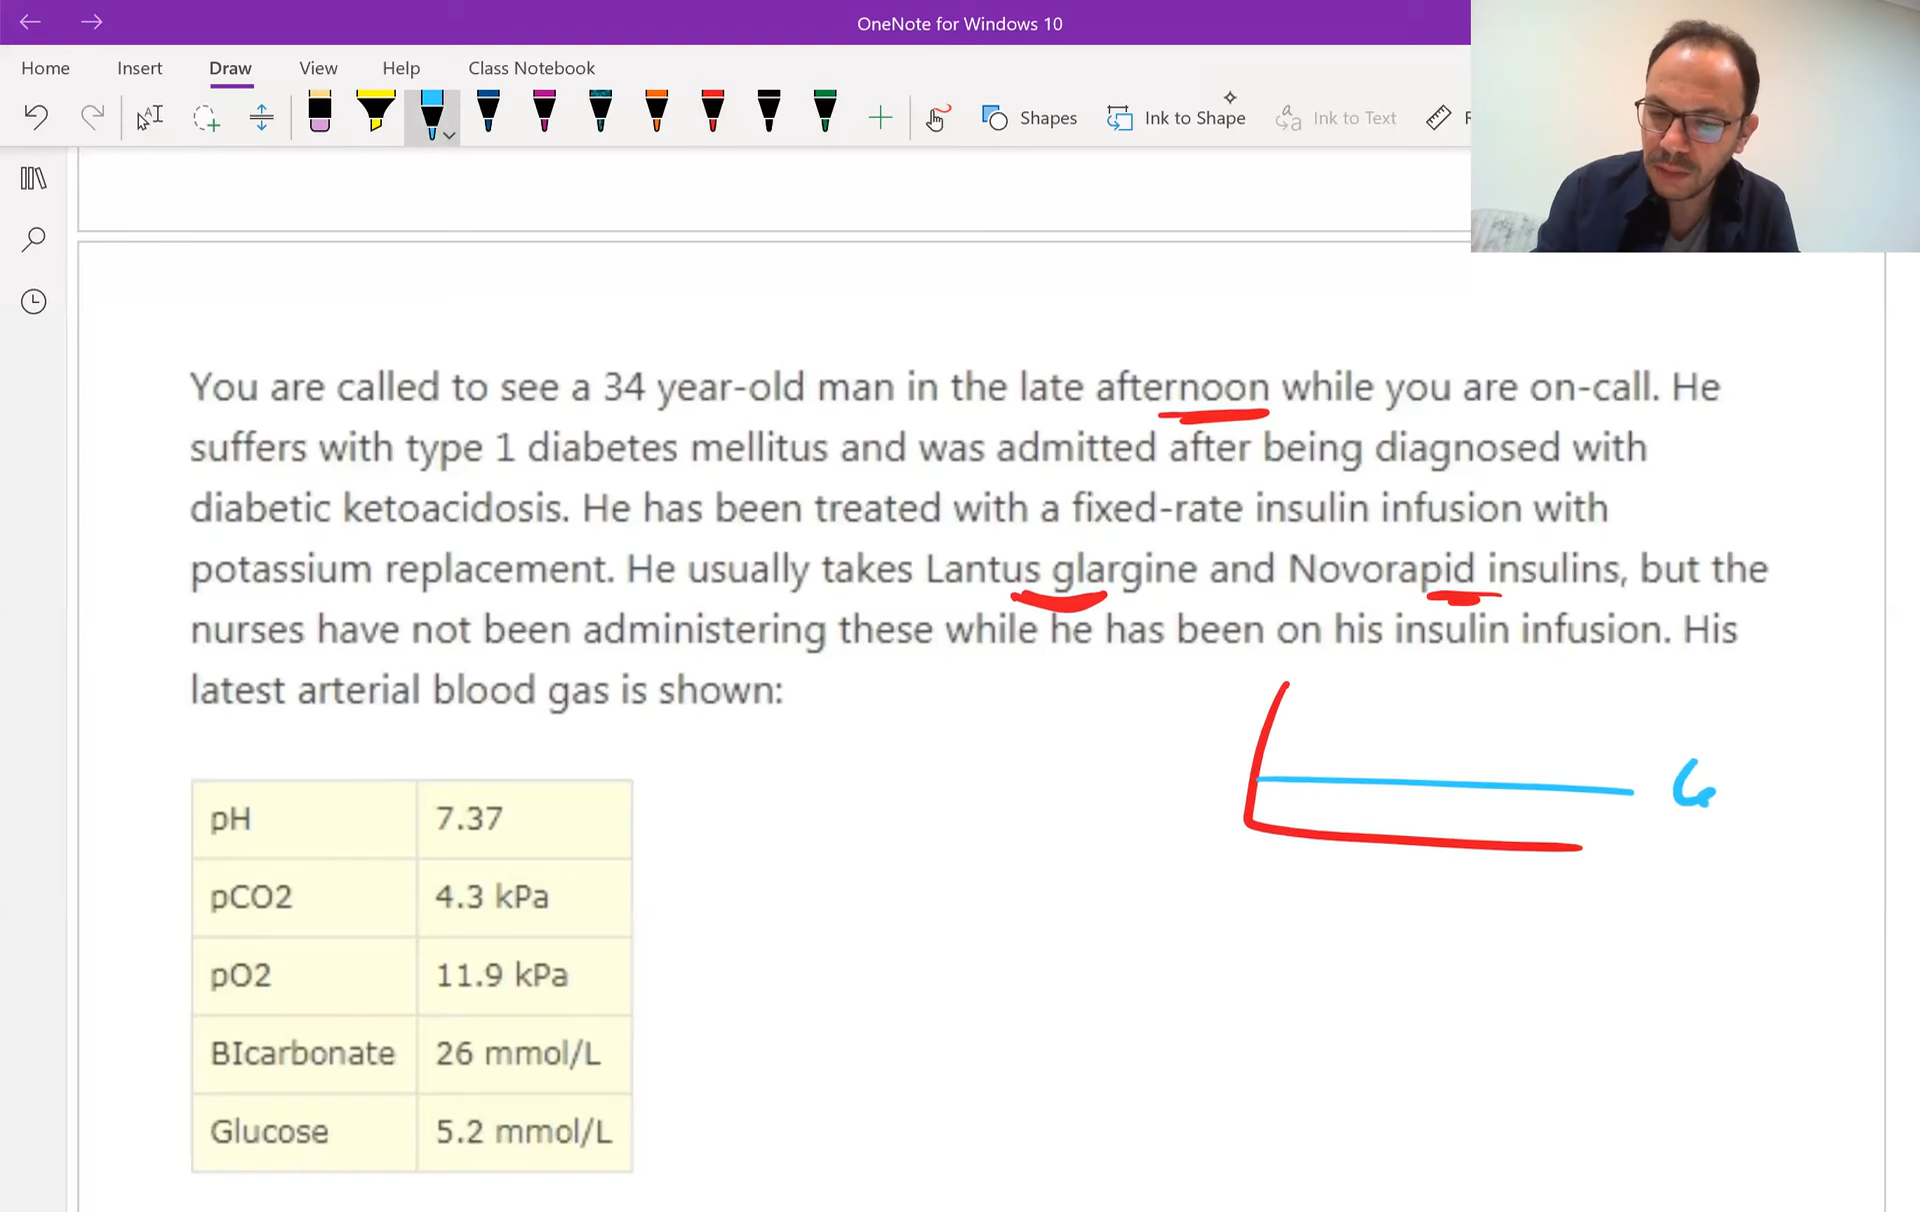 OneNote for Windows 10
Home Insert Draw View Help Class Notebook
Shapes Ink to Shape Ink to Text
You are called to see a 34 year-old man in the late afternoon while you are on-call. He
suffers with type 1 diabetes mellitus and was admitted after being diagnosed with
diabetic ketoacidosis. He has been treated with a fixed-rate insulin infusion with
potassium replacement. He usually takes Lantus glargine and Novorapid insulins, but the
nurses have not been administering these while he has been on his insulin infusion. His
latest arterial blood gas is shown:
pH 7.37
pCO2 4.3 kPa
pO2 11.9 kPa
BIcarbonate 26 mmol/L
Glucose 5.2 mmol/L